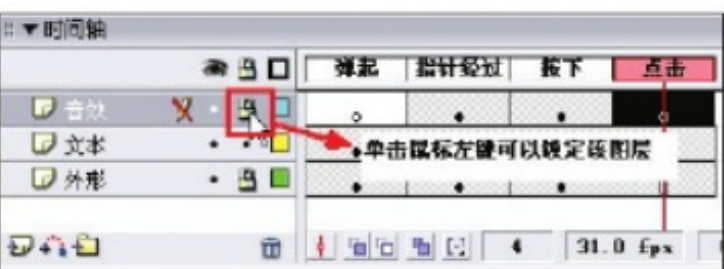 时间轴
弹起 指针经过 按下 点击
音效
文本
单击鼠标左键可以锁定该图层
外形
4 31.0 fps